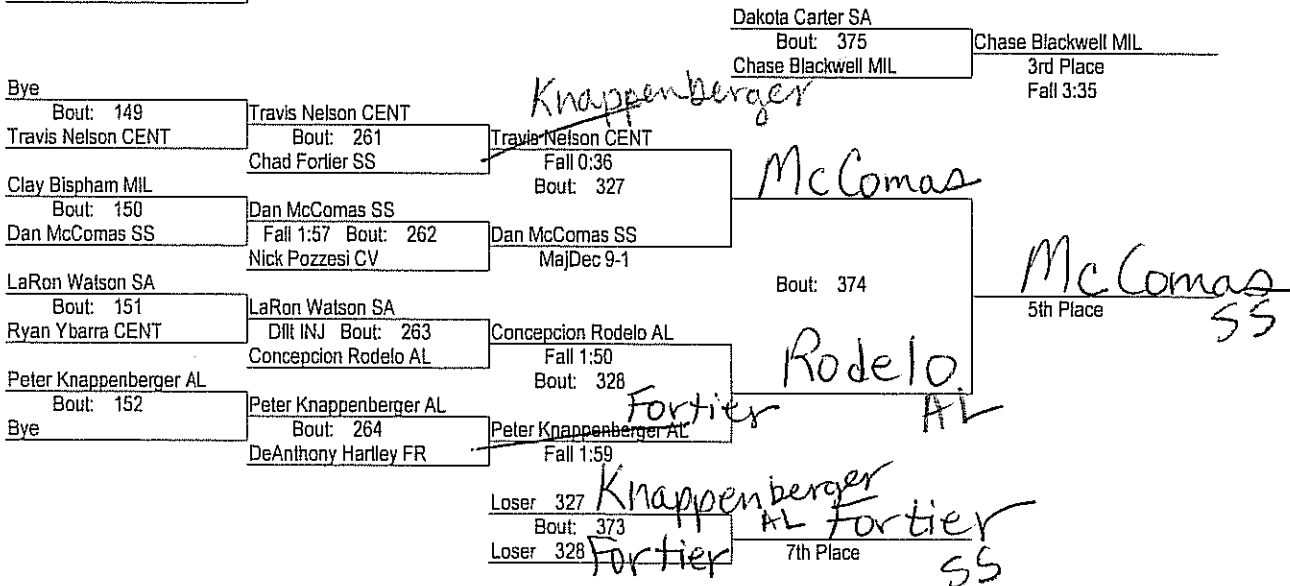 Dakota Carter SA
Bout: 375
Chase Blackwell MIL
Chase Blackwell MIL
3rd Place
Fall 3:35
Bye
Bout: 149
Travis Nelson CENT
Clay Bispham MIL
Bout: 150
Dan McComas SS
LaRon Watson SA
Bout: 151
Ryan Ybarra CENT
Peter Knappenberger AL
Bout: 152
Bye
Travis Nelson CENT
Bout: 261
Chad Fortier SS
Dan McComas SS
Fall 1:57 Bout: 262
Nick Pozzesi CV
LaRon Watson SA
Dflt INJ Bout: 263
Concepcion Rodelo AL
Peter Knappenberger AL
Bout: 264
DeAnthony Hartley FR
Knappenberger
Travis Nelson CENT
Fall 0:36
Bout: 327
Dan McComas SS
MajDec 9-1
Concepcion Rodelo AL
Fall 1:50
Bout: 328
Fortier
Peter Knappenberger AL
Fall 1:59
McComas
Bout: 374
Rodelo
AL
McComas
5th Place
SS
Loser 327 Knappenberger
AL
Bout: 373
Loser 328 Fortier
Fortier
7th Place
SS